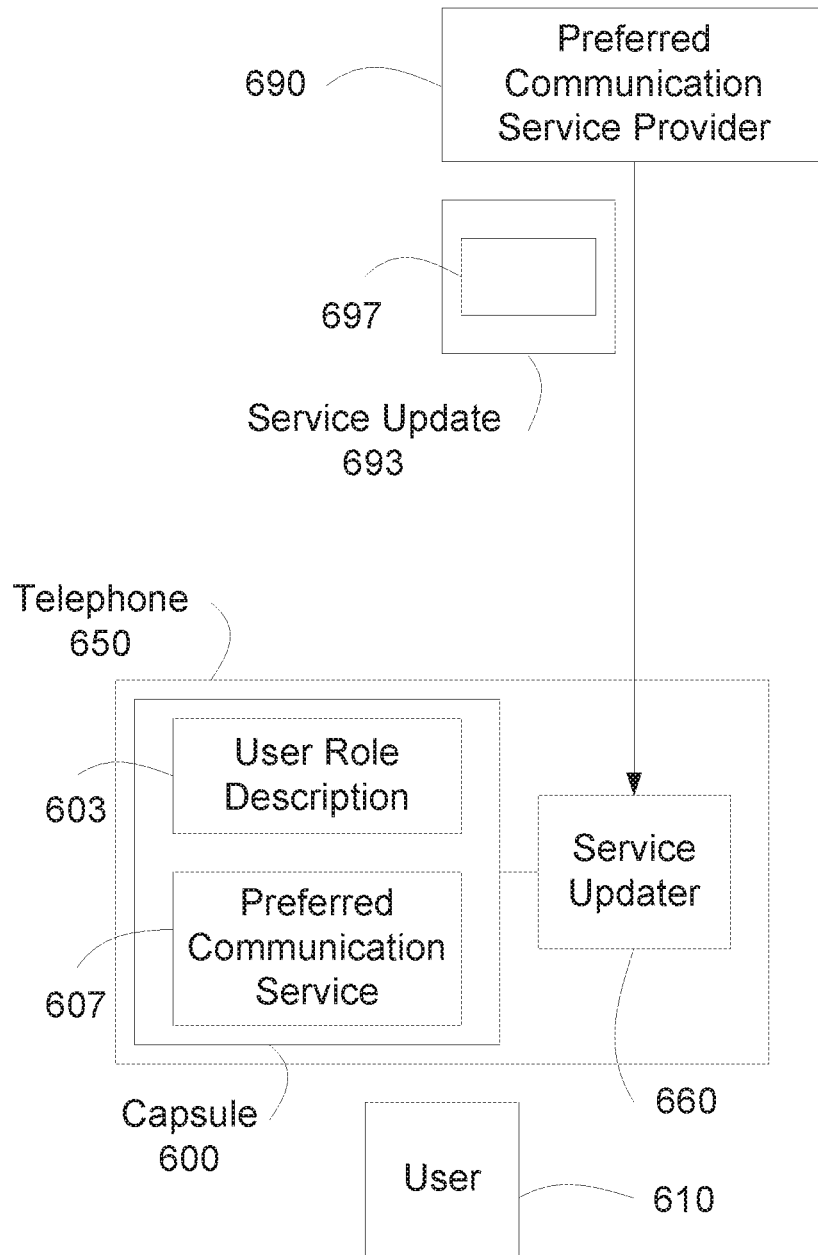 Preferred
Communication
Service Provider
690
697
Service Update
693
Telephone
650
User Role
Description
603
Service
Updater
Preferred
Communication
Service
607
660
Capsule
600
User
610